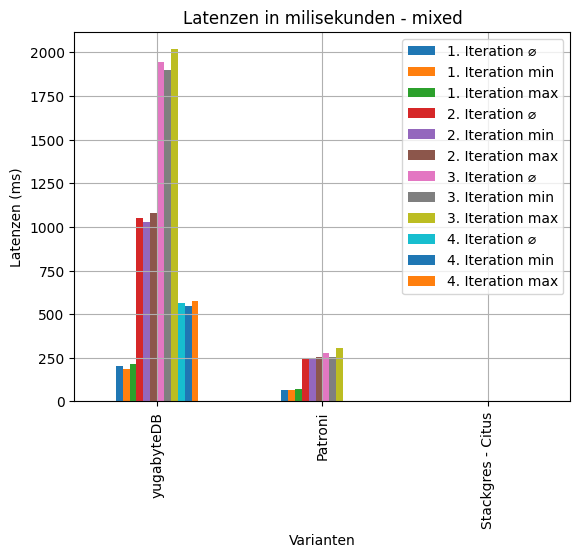 Latenzen in milisekunden - mixed
2000
1750
1500
1250
1000
750
500
250
0
Latenzen (ms)
1. Iteration ⌀
1. Iteration min
1. Iteration max
2. Iteration ⌀
2. Iteration min
2. Iteration max
3. Iteration ⌀
3. Iteration min
3. Iteration max
4. Iteration ⌀
4. Iteration min
4. Iteration max
yugabyteDB
Patroni
Stackgres - Citus
Varianten